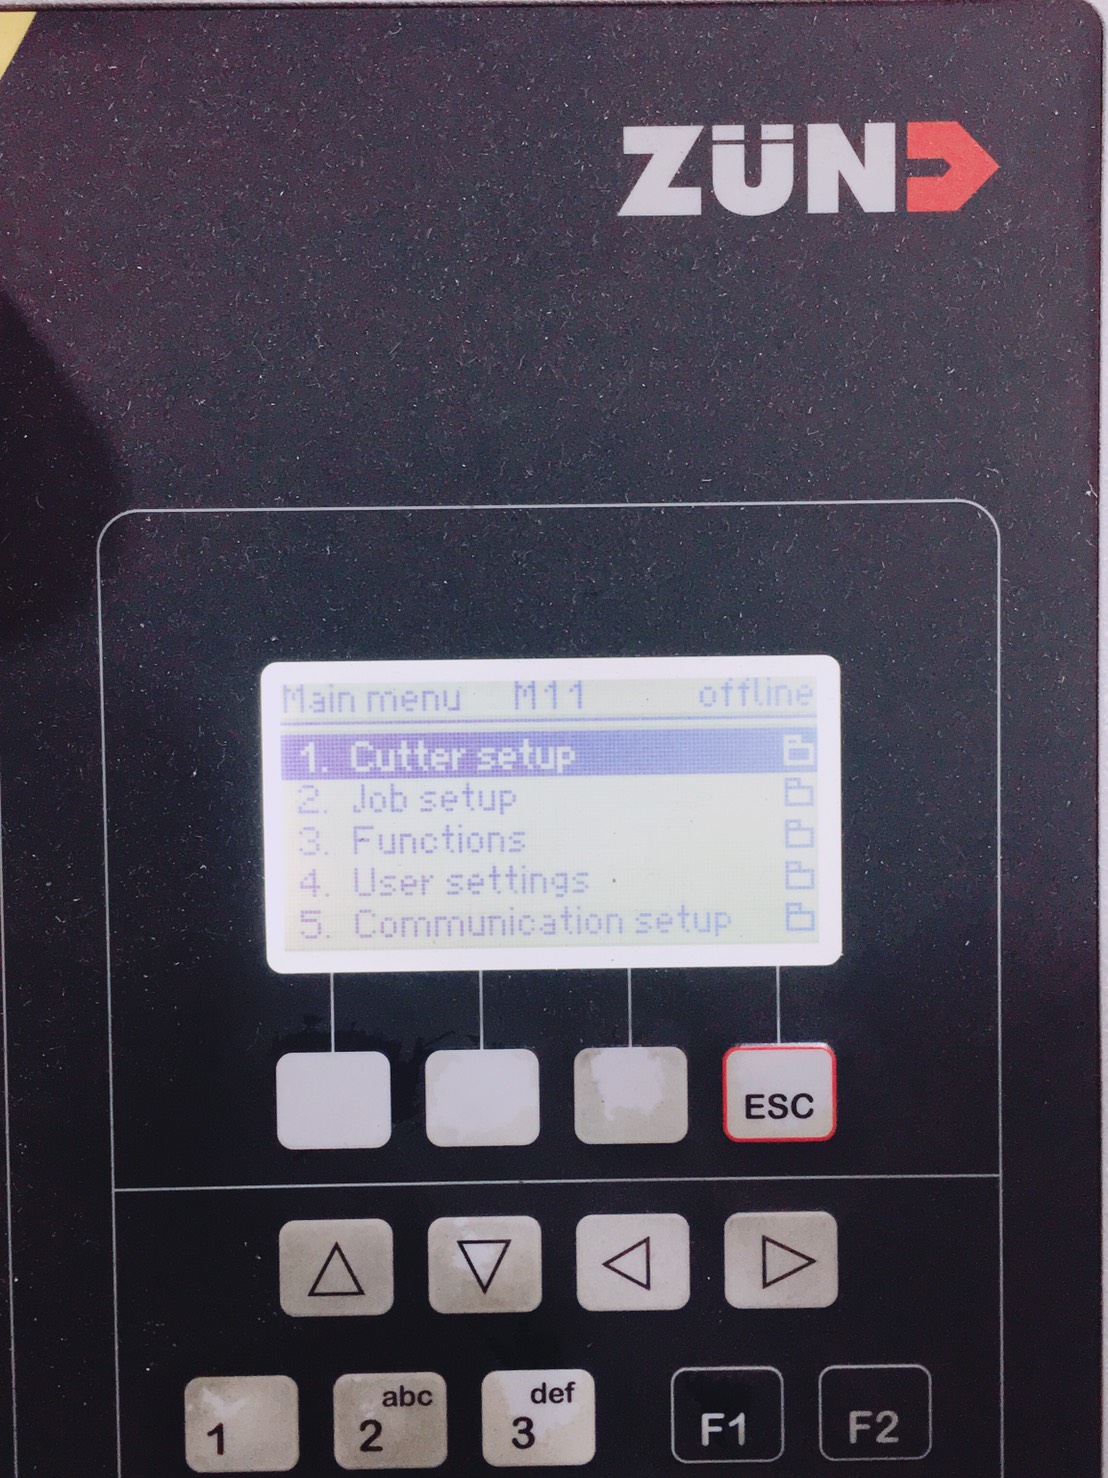 ZÜND
Main menu M11 offline
1. Cutter setup
2. Job setup
3. Functions
4. User settings
5. Communication setup
ESC
1 2 abc 3 def F1 F2